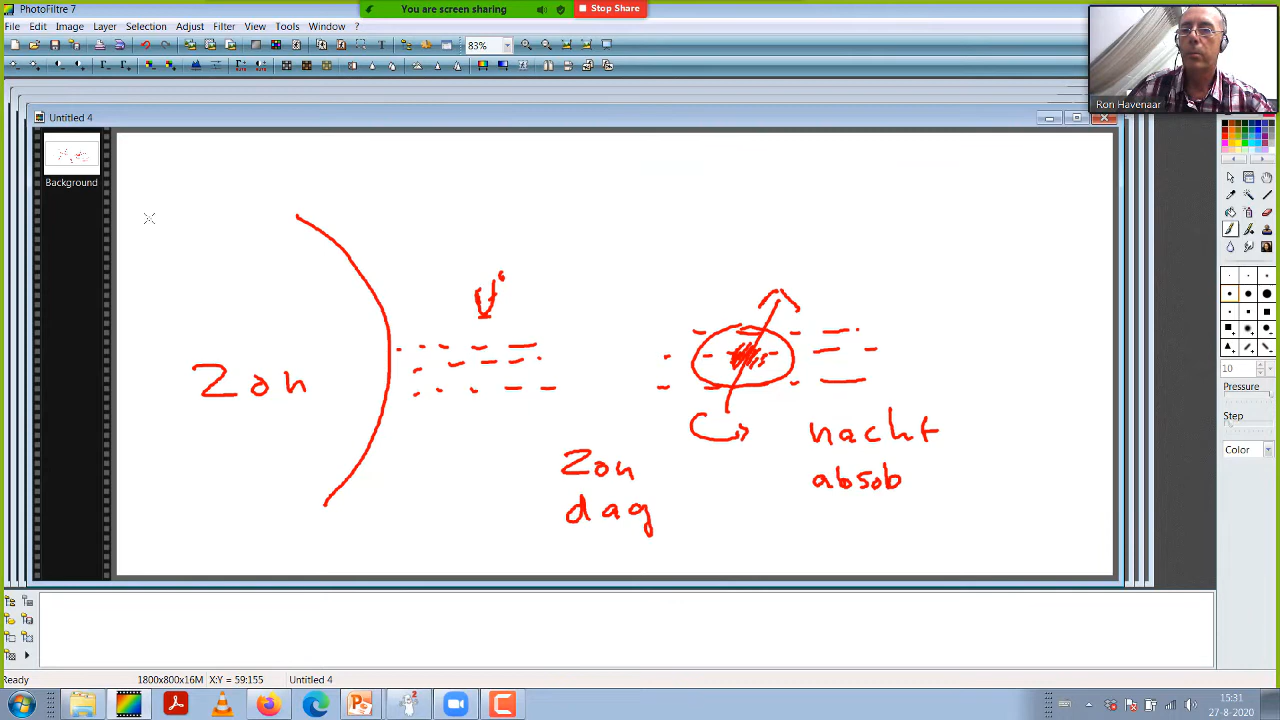 PhotoFiltre 7
You are screen sharing
Stop Share
File Edit Image Layer Selection Adjust Filter View Tools Window ?
83%
Ron Havenaar
Untitled 4
Background
Zon
Zon
dag
nacht
absob
10
Pressure
Step
Color
Ready
1800x800x16M
X:Y = 59:155
Untitled 4
15:31
27-8-2020